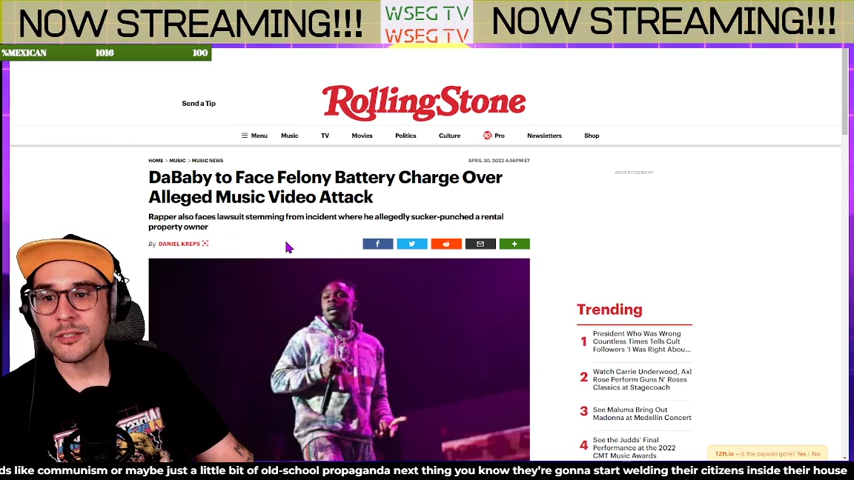 NOW STREAMING!!!
WSEG TV
WSEG TV
NOW STREAMING!!!
%MEXICAN 1016 100
Send a Tip
RollingStone
Menu Music TV Movies Politics Culture Pro Newsletters Shop
HOME > MUSIC > MUSIC NEWS
APRIL 30, 2022 4:56PM ET
DaBaby to Face Felony Battery Charge Over
Alleged Music Video Attack
Rapper also faces lawsuit stemming from incident where he allegedly sucker-punched a rental
property owner
By DANIEL KREPS
ADVERTISEMENT
Trending
1 President Who Was Wrong
Countless Times Tells Cult
Followers 'I Was Right Abou...
2 Watch Carrie Underwood, Axl
Rose Perform Guns N' Roses
Classics at Stagecoach
3 See Maluma Bring Out
Madonna at Medellín Concert
4 See the Judds' Final
Performance at the 2022
CMT Music Awards
12ft.io – Is the paywall gone? Yes / No
ds like communism or maybe just a little bit of old-school propaganda next thing you know they're gonna start welding their citizens inside their house